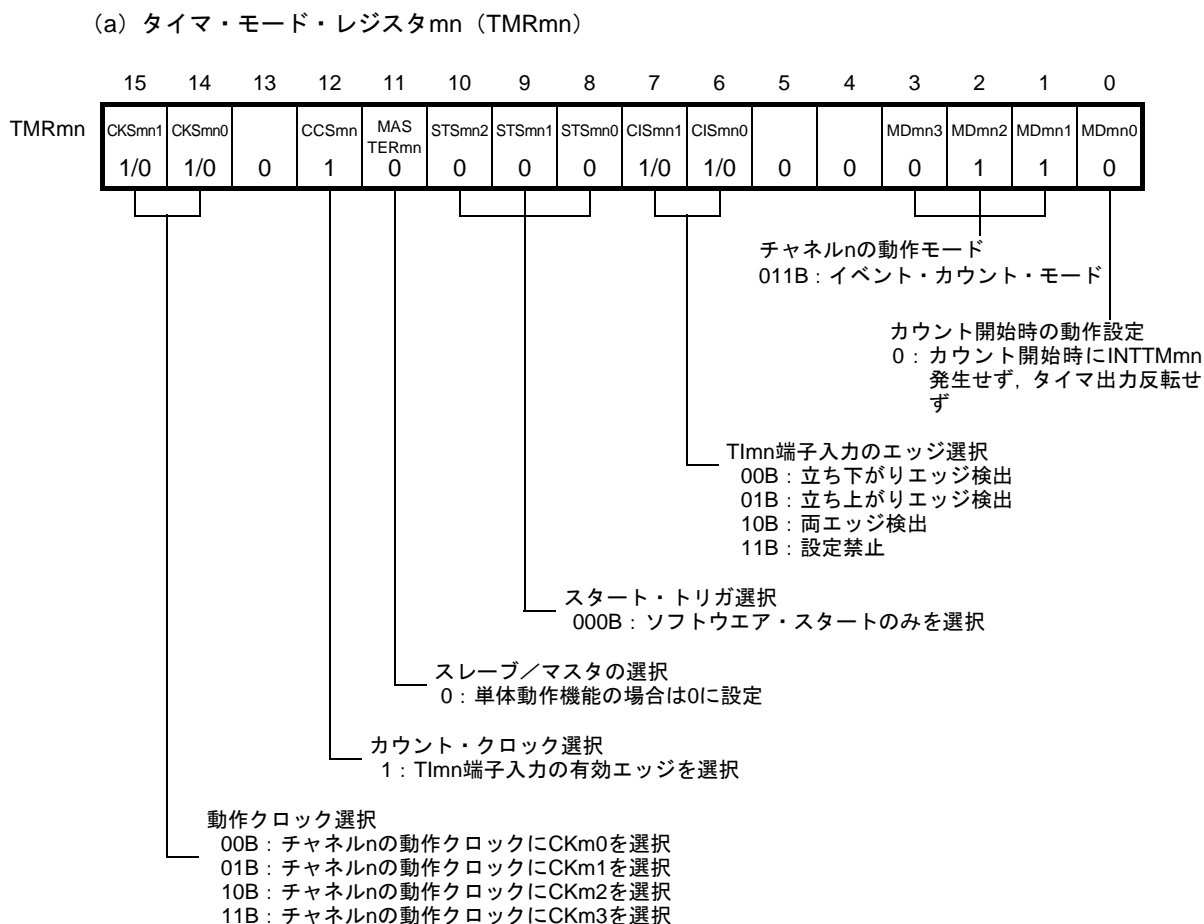 (a) タイマ・モード・レジスタmn（TMRmn）
15 14 13 12 11 10 9 8 7 6 5 4 3 2 1 0
TMRmn
CKSmn1 CKSmn0 CCSmn MAS TERmn STSmn2 STSmn1 STSmn0 CISmn1 CISmn0 MDmn3 MDmn2 MDmn1 MDmn0
1/0 1/0 0 1 0 0 0 0 1/0 1/0 0 0 0 1 1 0
チャネルnの動作モード
011B：イベント・カウント・モード
カウント開始時の動作設定
0：カウント開始時にINTTMmn
発生せず，タイマ出力反転せ
ず
TImn端子入力のエッジ選択
00B：立ち下がりエッジ検出
01B：立ち上がりエッジ検出
10B：両エッジ検出
11B：設定禁止
スタート・トリガ選択
000B：ソフトウエア・スタートのみを選択
スレーブ／マスタの選択
0：単体動作機能の場合は0に設定
カウント・クロック選択
1：TImn端子入力の有効エッジを選択
動作クロック選択
00B：チャネルnの動作クロックにCKm0を選択
01B：チャネルnの動作クロックにCKm1を選択
10B：チャネルnの動作クロックにCKm2を選択
11B：チャネルnの動作クロックにCKm3を選択